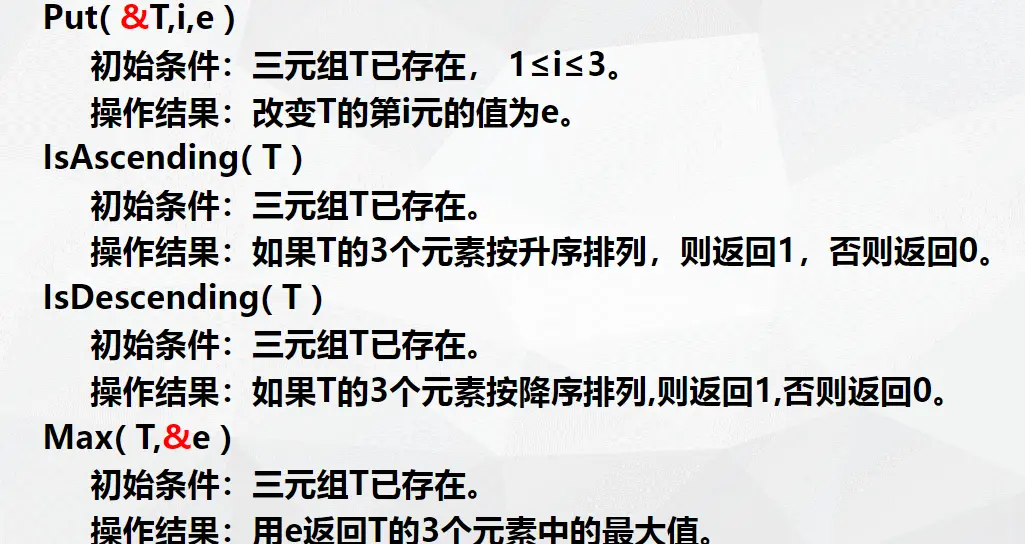 Put( &T,i,e )
初始条件：三元组T已存在， 1≤i≤3。
操作结果：改变T的第i元的值为e。
IsAscending( T )
初始条件：三元组T已存在。
操作结果：如果T的3个元素按升序排列，则返回1，否则返回0。
IsDescending( T )
初始条件：三元组T已存在。
操作结果：如果T的3个元素按降序排列,则返回1,否则返回0。
Max( T,&e )
初始条件：三元组T已存在。
操作结果：用e返回T的3个元素中的最大值。